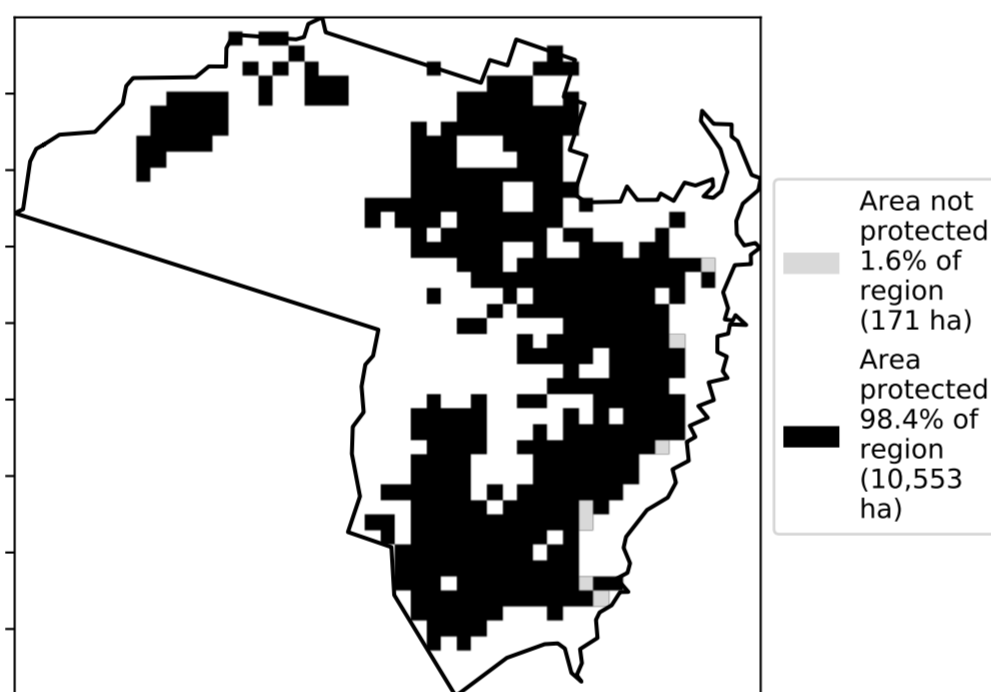 Area not
protected
1.6% of
region
(171 ha)
Area
protected
98.4% of
region
(10,553
ha)